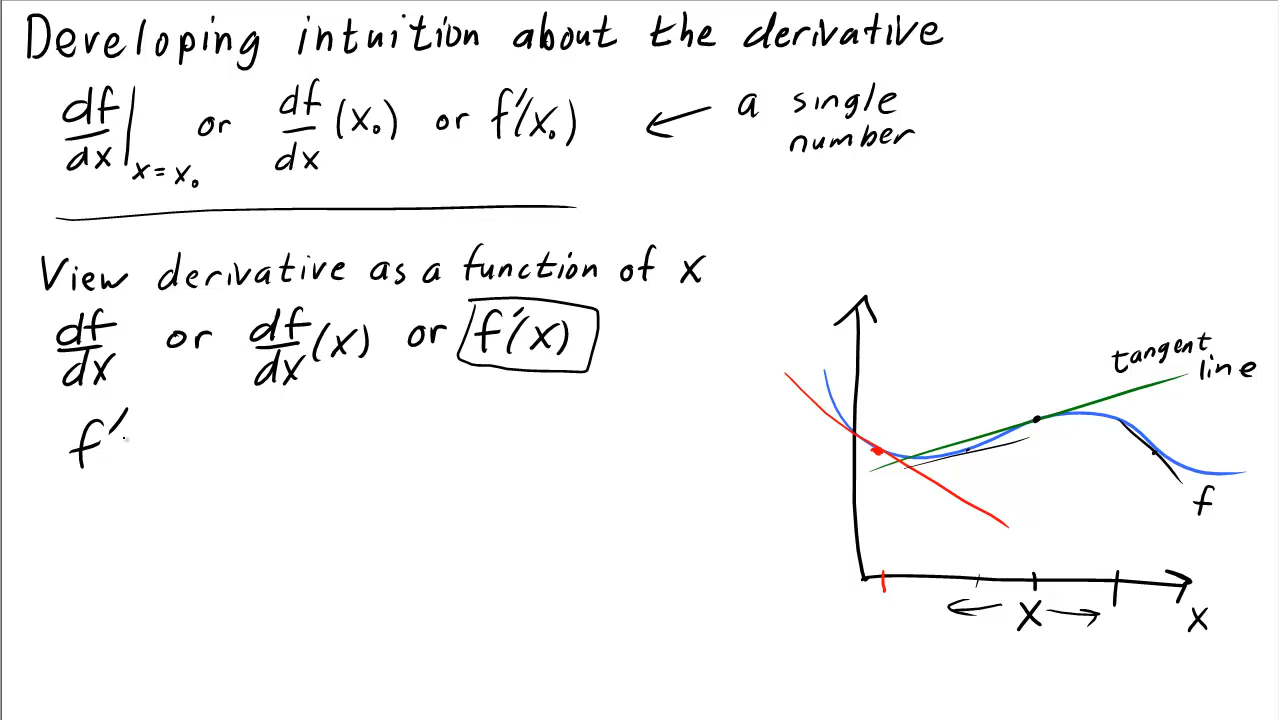 Developing intuition about the derivative
df/dx|x=x₀ or df/dx(x₀) or f'(x₀) ← a single number
View derivative as a function of x
df/dx or df/dx(x) or f'(x)
f'
tangent line
f
← x →
x